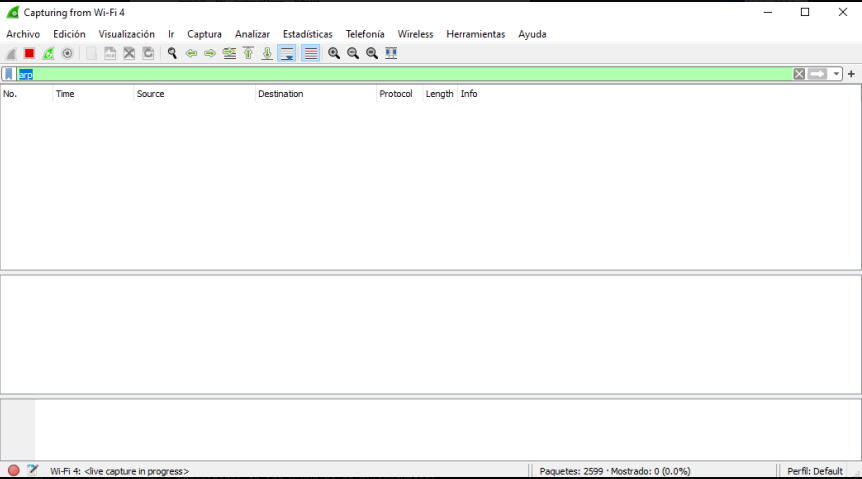 Capturing from Wi-Fi 4
Archivo Edición Visualización Ir Captura Analizar Estadísticas Telefonía Wireless Herramientas Ayuda
arp
No. Time Source Destination Protocol Length Info
Wi-Fi 4: <live capture in progress> Paquetes: 2599 · Mostrado: 0 (0.0%) Perfil: Default